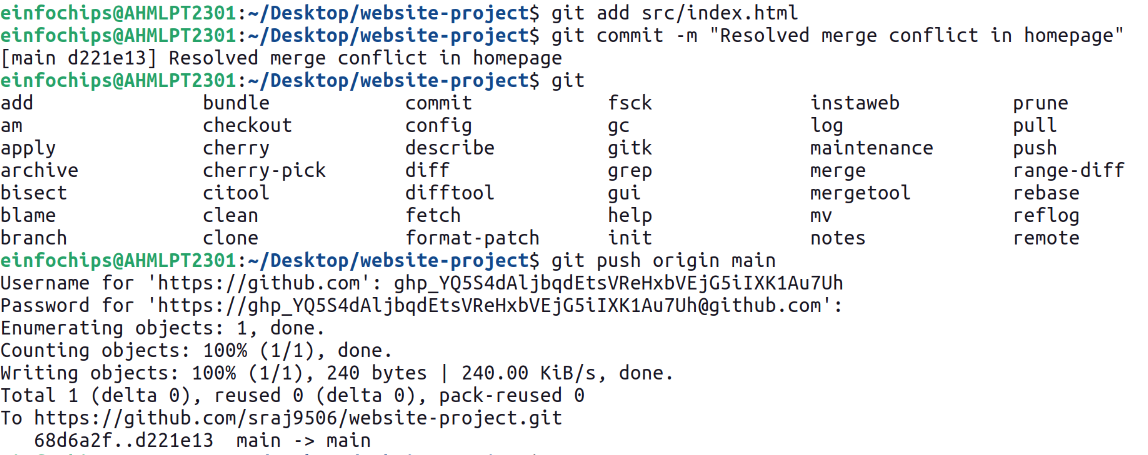 einfochips@AHMLPT2301:~/Desktop/website-project$ git add src/index.html
einfochips@AHMLPT2301:~/Desktop/website-project$ git commit -m "Resolved merge conflict in homepage"
[main d221e13] Resolved merge conflict in homepage
einfochips@AHMLPT2301:~/Desktop/website-project$ git
add bundle commit fsck instaweb prune
am checkout config gc log pull
apply cherry describe gitk maintenance push
archive cherry-pick diff grep merge range-diff
bisect citool difftool gui mergetool rebase
blame clean fetch help mv reflog
branch clone format-patch init notes remote
einfochips@AHMLPT2301:~/Desktop/website-project$ git push origin main
Username for 'https://github.com': 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
Password for 'https://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@github.com':
Enumerating objects: 1, done.
Counting objects: 100% (1/1), done.
Writing objects: 100% (1/1), 240 bytes | 240.00 KiB/s, done.
Total 1 (delta 0), reused 0 (delta 0), pack-reused 0
To https://github.com/sraj9506/website-project.git
68d6a2f..d221e13 main -> main